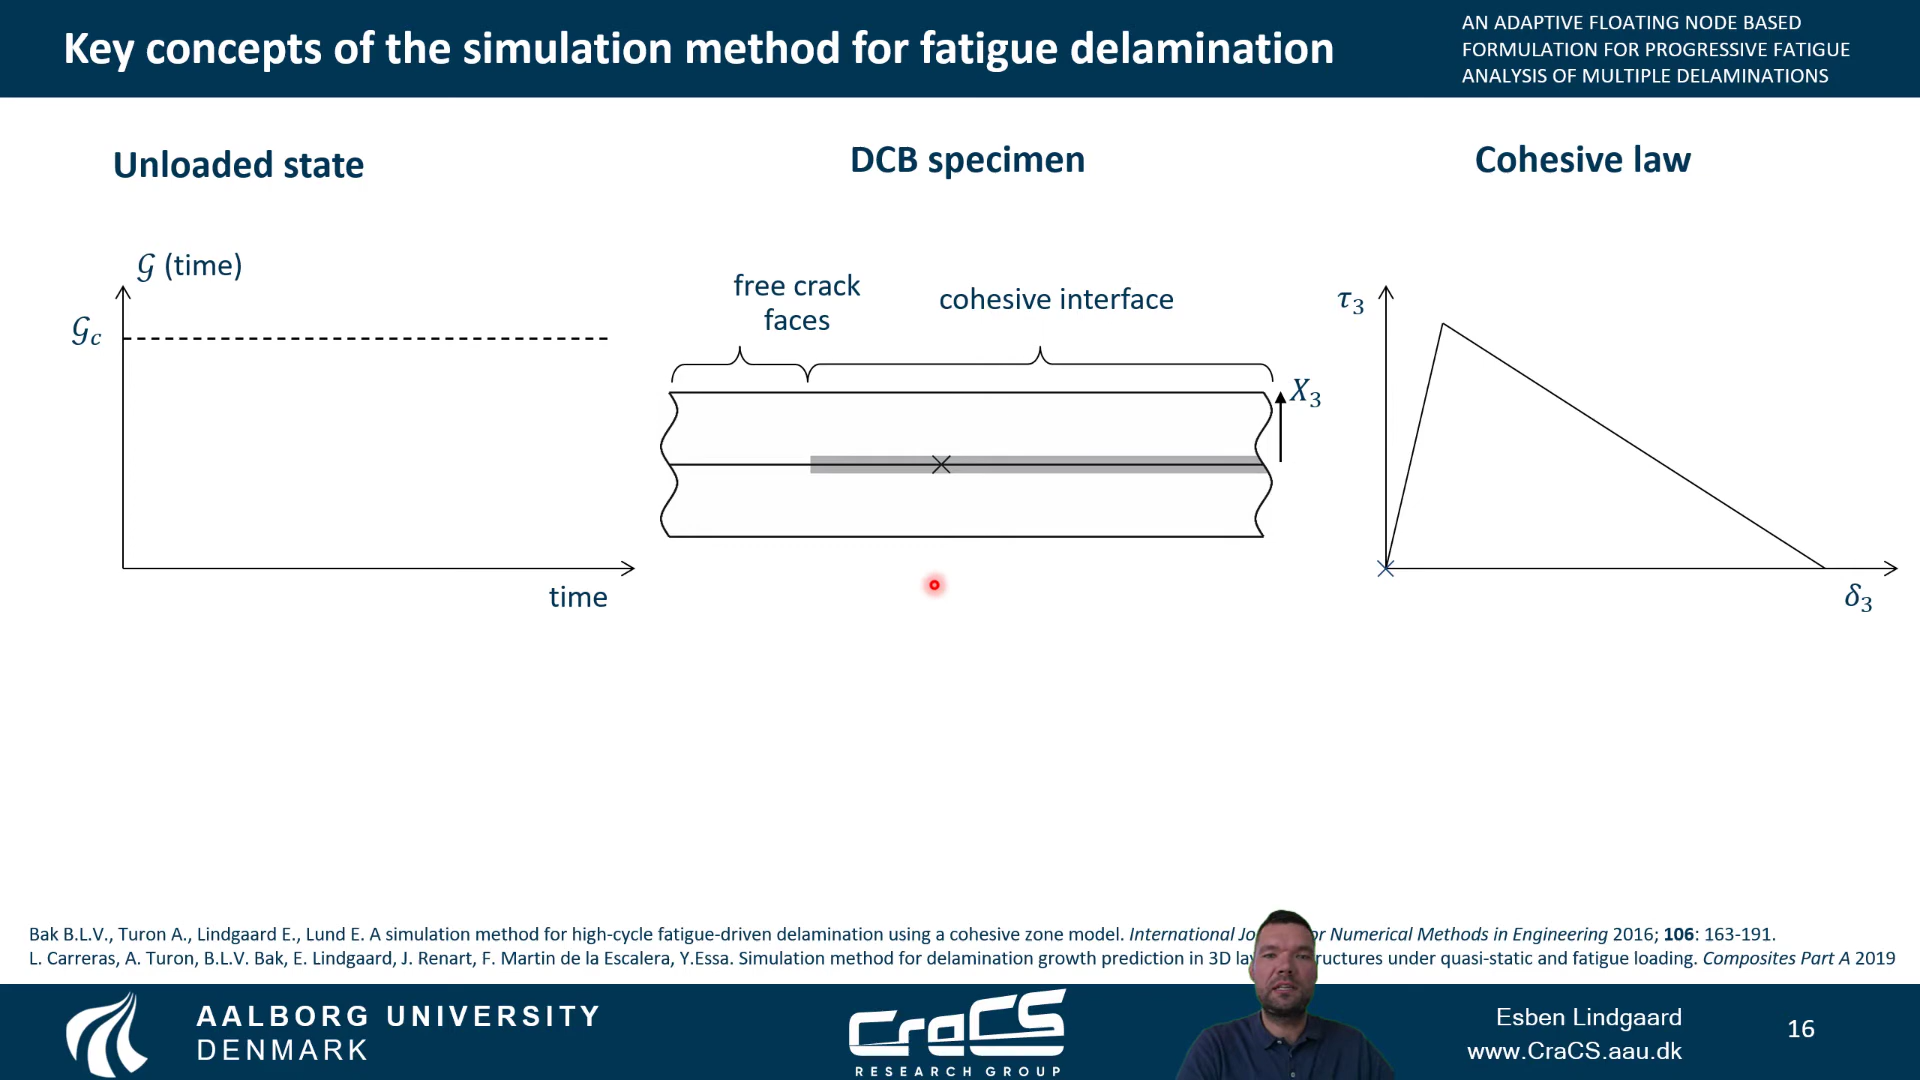 Key concepts of the simulation method for fatigue delamination
AN ADAPTIVE FLOATING NODE BASED
FORMULATION FOR PROGRESSIVE FATIGUE
ANALYSIS OF MULTIPLE DELAMINATIONS
Unloaded state
DCB specimen
Cohesive law
𝒢 (time)
𝒢c
time
free crack
faces
cohesive interface
X3
τ3
δ3
Bak B.L.V., Turon A., Lindgaard E., Lund E. A simulation method for high-cycle fatigue-driven delamination using a cohesive zone model. International Numerical Methods in Engineering 2016; 106: 163-191.
L. Carreras, A. Turon, B.L.V. Bak, E. Lindgaard, J. Renart, F. Martin de la Escalera, Y.Essa. Simulation method for delamination growth prediction in 3D under quasi-static and fatigue loading. Composites Part A 2019
AALBORG UNIVERSITY
DENMARK
CraCS
RESEARCH GROUP
Esben Lindgaard
www.CraCS.aau.dk
16